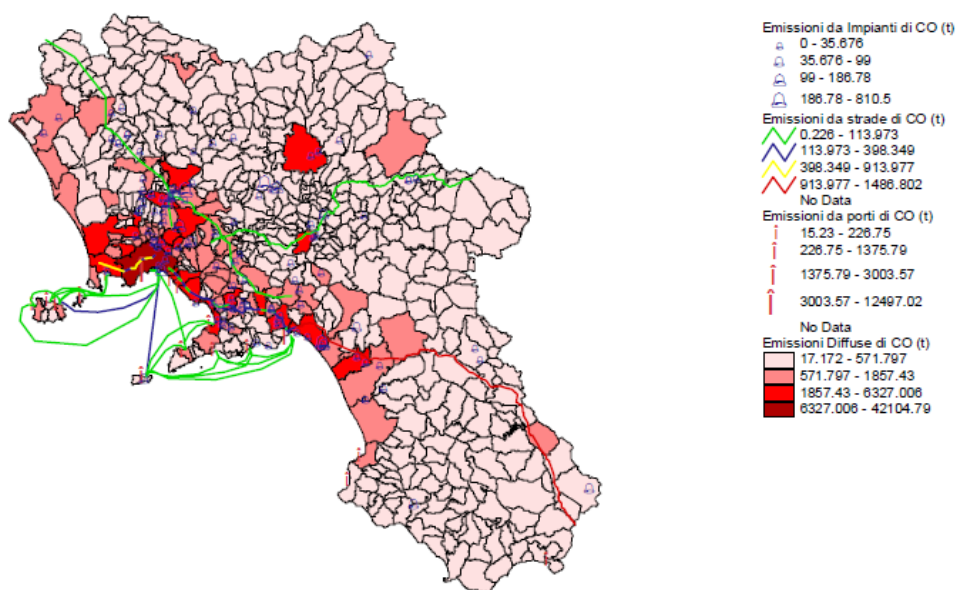 Emissioni da Impianti di CO (t)
0 - 35.676
35.676 - 99
99 - 186.78
186.78 - 810.5
Emissioni da strade di CO (t)
0.226 - 113.973
113.973 - 398.349
398.349 - 913.977
913.977 - 1486.802
No Data
Emissioni da porti di CO (t)
15.23 - 226.75
226.75 - 1375.79
1375.79 - 3003.57
3003.57 - 12497.02
No Data
Emissioni Diffuse di CO (t)
17.172 - 571.797
571.797 - 1857.43
1857.43 - 6327.006
6327.006 - 42104.79